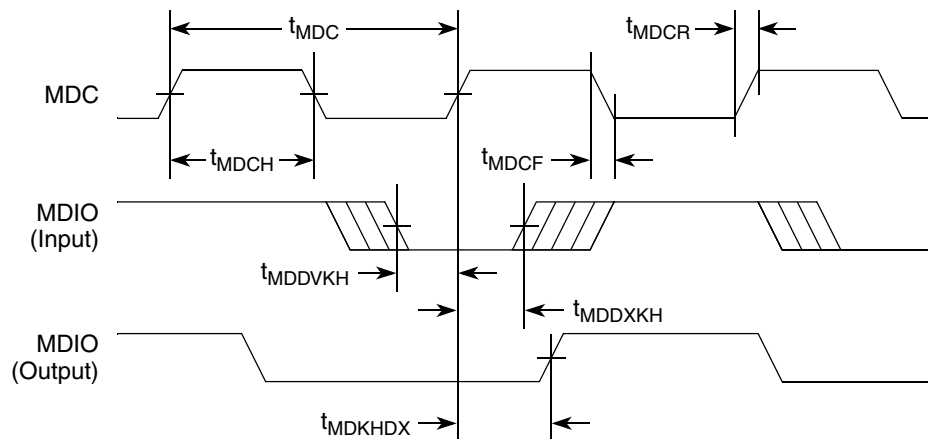 tMDC
tMDCR
MDC
tMDCH
tMDCF
MDIO
(Input)
tMDDVKH
tMDDXKH
MDIO
(Output)
tMDKHDX